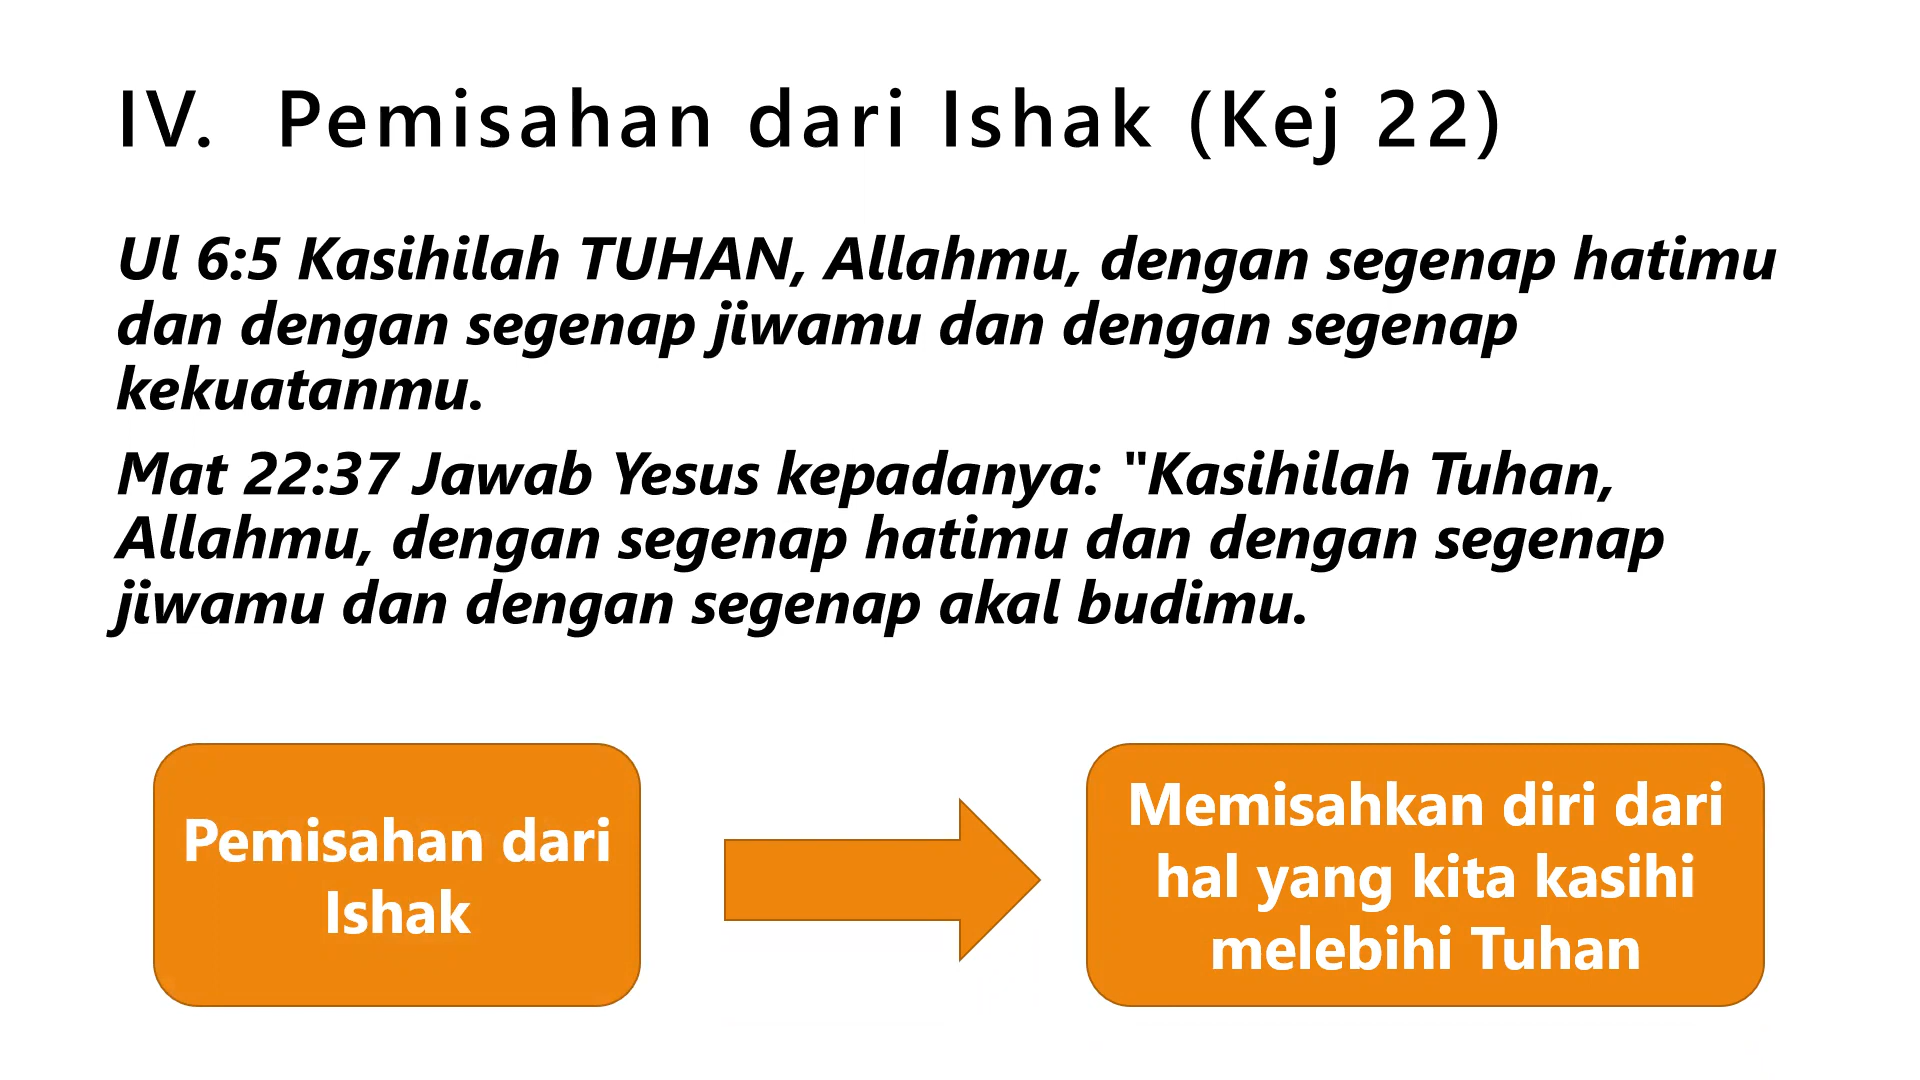 IV. Pemisahan dari Ishak (Kej 22)
Ul 6:5 Kasihilah TUHAN, Allahmu, dengan segenap hatimu
dan dengan segenap jiwamu dan dengan segenap
kekuatanmu.
Mat 22:37 Jawab Yesus kepadanya: "Kasihilah Tuhan,
Allahmu, dengan segenap hatimu dan dengan segenap
jiwamu dan dengan segenap akal budimu.
Pemisahan dari
Ishak
Memisahkan diri dari
hal yang kita kasihi
melebihi Tuhan